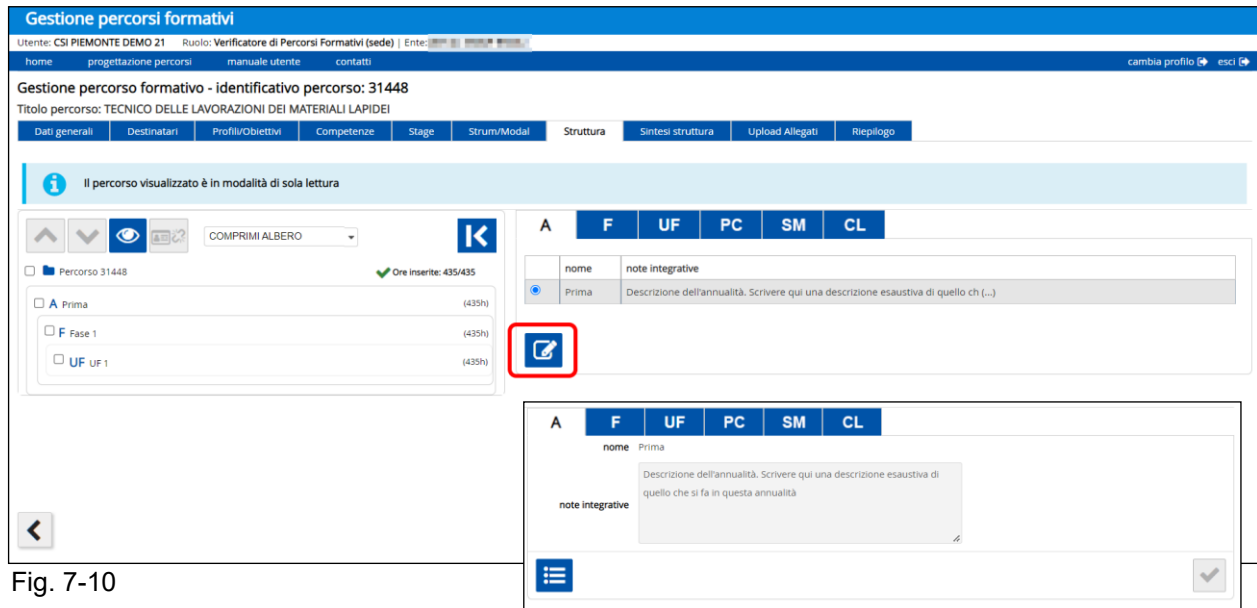 Gestione percorsi formativi
Utente: CSI PIEMONTE DEMO 21 Ruolo: Verificatore di Percorsi Formativi (sede) | Ente:
home progettazione percorsi manuale utente contatti cambia profilo esci
Gestione percorso formativo - identificativo percorso: 31448
Titolo percorso: TECNICO DELLE LAVORAZIONI DEI MATERIALI LAPIDEI
Dati generali Destinatari Profili/Obiettivi Competenze Stage Strum/Modal Struttura Sintesi struttura Upload Allegati Riepilogo
Il percorso visualizzato è in modalità di sola lettura
COMPRIMI ALBERO
Percorso 31448 Ore inserite: 435/435
A Prima (435h)
F Fase 1 (435h)
UF UF 1 (435h)
A F UF PC SM CL
nome note integrative
Prima Descrizione dell'annualità. Scrivere qui una descrizione esaustiva di quello ch (...)
A F UF PC SM CL
nome Prima
note integrative
Descrizione dell'annualità. Scrivere qui una descrizione esaustiva di
quello che si fa in questa annualità
Fig. 7-10